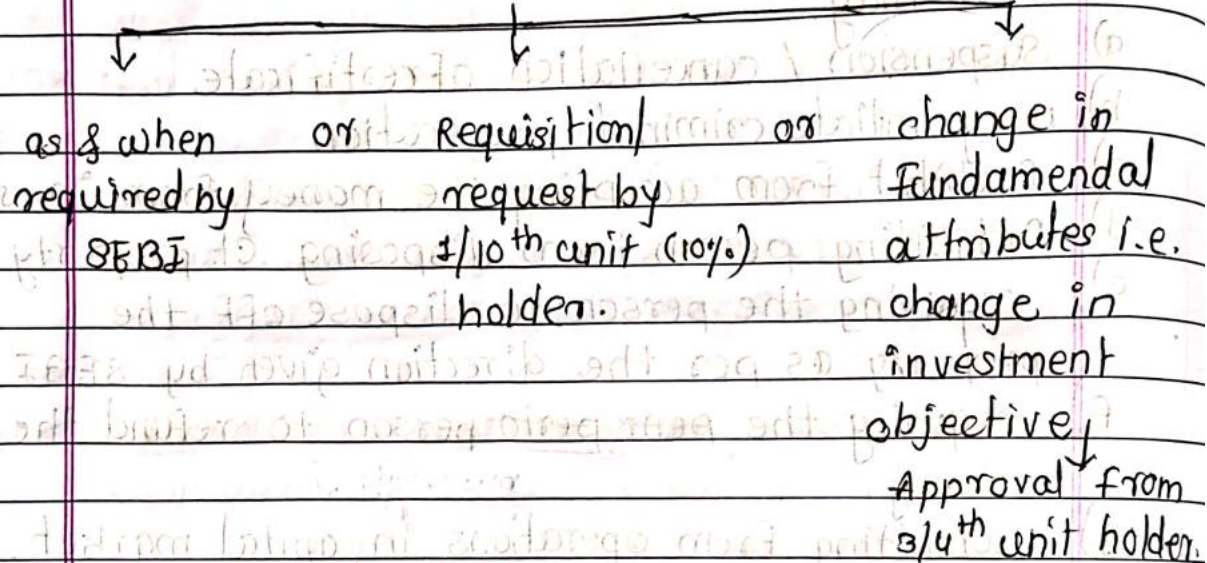 as & when or Requisition/ or change in
required by request by Fundamendal
SEBI 1/10th unit (10%) attributes i.e.
holder. change in
investment
objective
Approval from
3/4th unit holder.